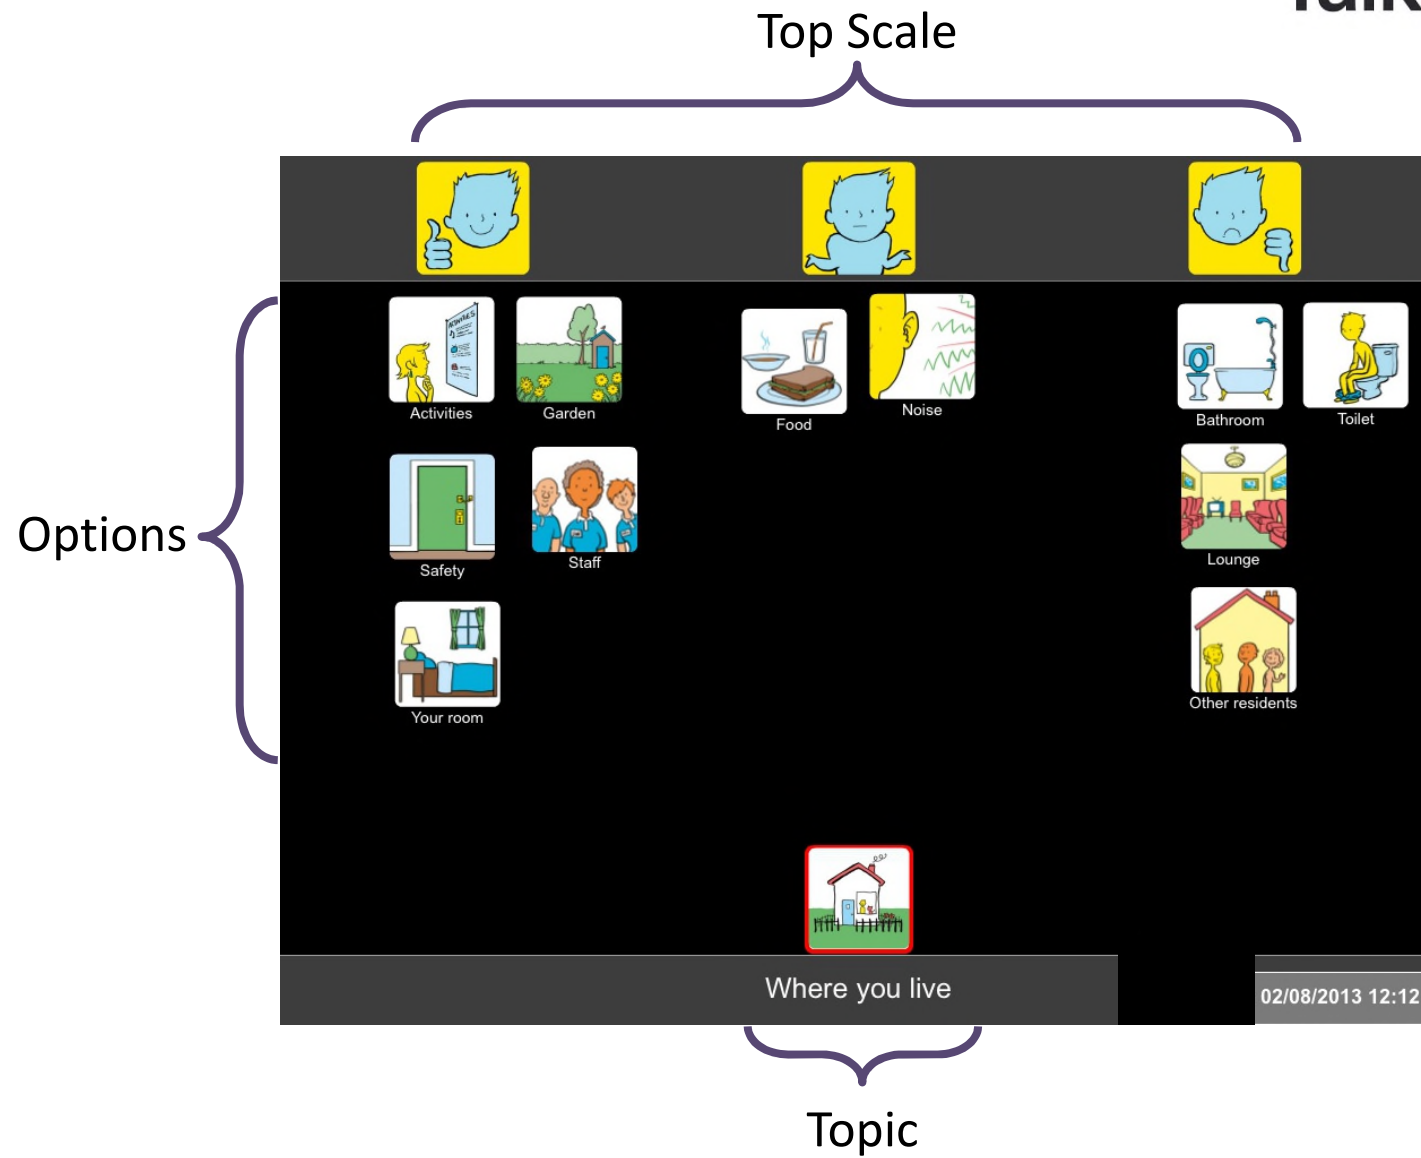 Top Scale
ACTIVITIES
Activities
Garden
Food
Noise
Bathroom
Toilet
Options
Safety
Staff
Lounge
Your room
Other residents
Where you live
02/08/2013 12:12
Topic